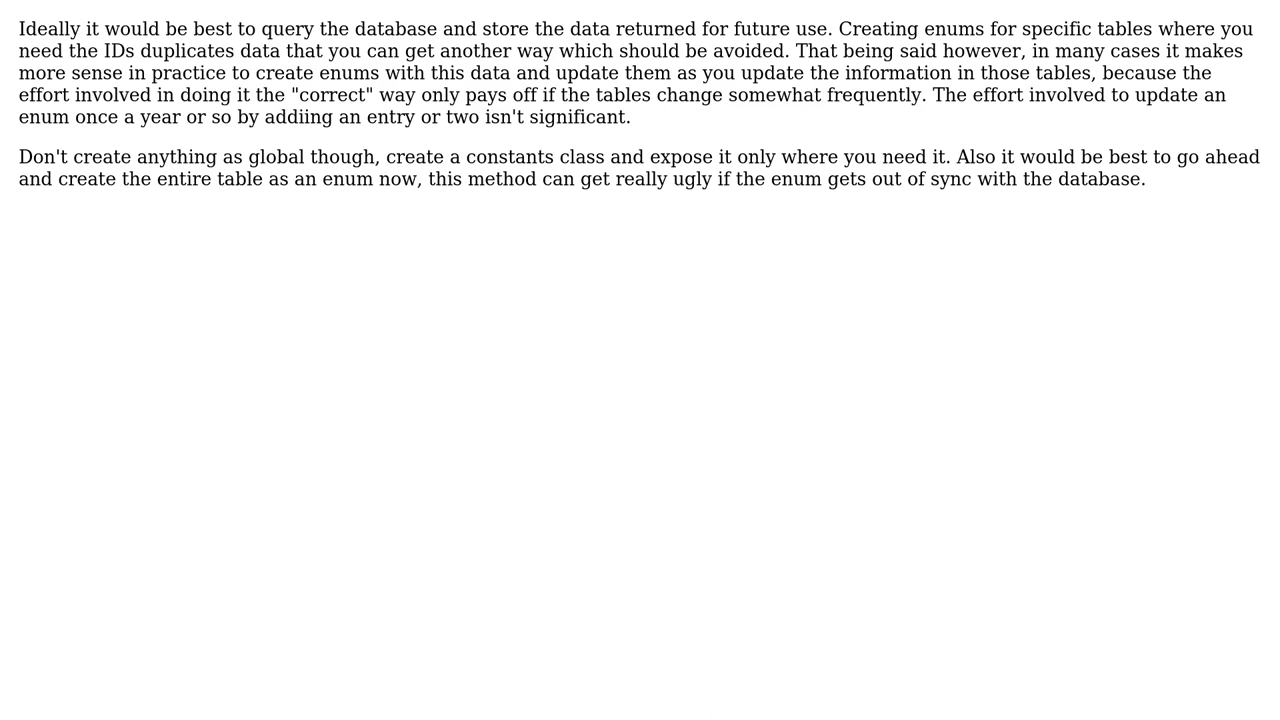 Ideally it would be best to query the database and store the data returned for future use. Creating enums for specific tables where you
need the IDs duplicates data that you can get another way which should be avoided. That being said however, in many cases it makes
more sense in practice to create enums with this data and update them as you update the information in those tables, because the
effort involved in doing it the "correct" way only pays off if the tables change somewhat frequently. The effort involved to update an
enum once a year or so by addiing an entry or two isn't significant.
Don't create anything as global though, create a constants class and expose it only where you need it. Also it would be best to go ahead
and create the entire table as an enum now, this method can get really ugly if the enum gets out of sync with the database.